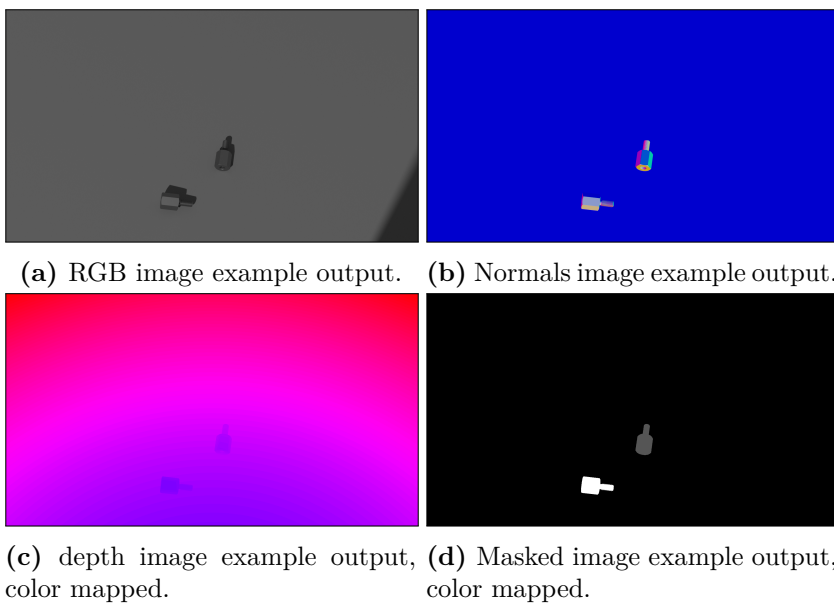 (a) RGB image example output.
(b) Normals image example output.
(c) depth image example output,
color mapped.
(d) Masked image example output,
color mapped.